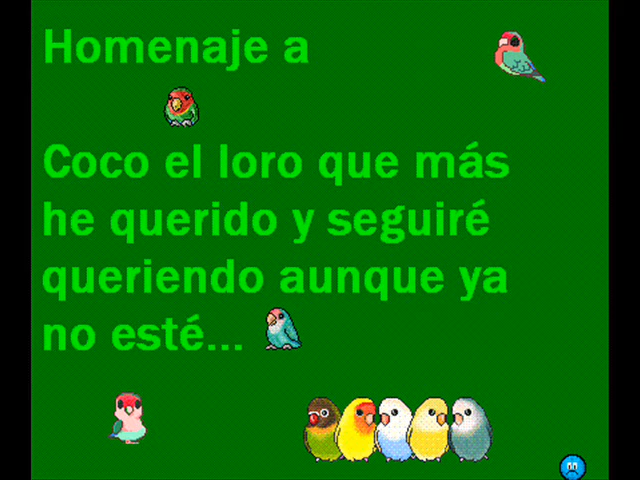 Homenaje a
Coco el loro que más
he querido y seguiré
queriendo aunque ya
no esté...